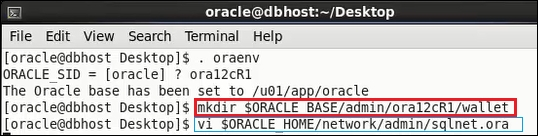 oracle@dbhost:~/Desktop
File Edit View Search Terminal Help
[oracle@dbhost Desktop]$ . oraenv
ORACLE_SID = [oracle] ? ora12cR1
The Oracle base has been set to /u01/app/oracle
[oracle@dbhost Desktop]$ mkdir $ORACLE_BASE/admin/ora12cR1/wallet
[oracle@dbhost Desktop]$ vi $ORACLE_HOME/network/admin/sqlnet.ora